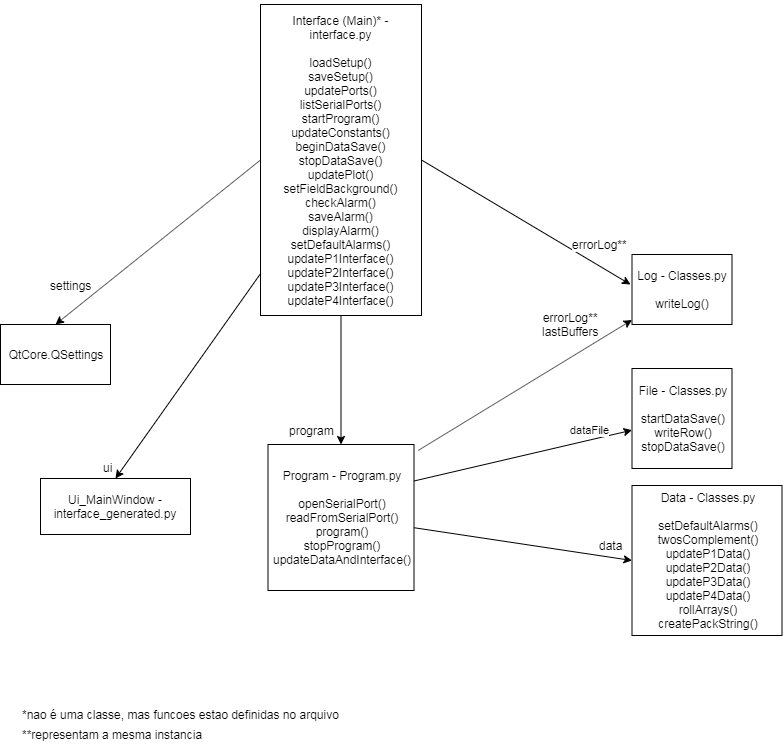 Interface (Main)* -
interface.py
loadSetup()
saveSetup()
updatePorts()
listSerialPorts()
startProgram()
updateConstants()
beginDataSave()
stopDataSave()
updatePlot()
setFieldBackground()
checkAlarm()
saveAlarm()
displayAlarm()
setDefaultAlarms()
updateP1Interface()
updateP2Interface()
updateP3Interface()
updateP4Interface()
settings
QtCore.QSettings
ui
Ui_MainWindow -
interface_generated.py
program
Program - Program.py
openSerialPort()
readFromSerialPort()
program()
stopProgram()
updateDataAndInterface()
errorLog**
Log - Classes.py
writeLog()
errorLog**
lastBuffers
dataFile
File - Classes.py
startDataSave()
writeRow()
stopDataSave()
data
Data - Classes.py
setDefaultAlarms()
twosComplement()
updateP1Data()
updateP2Data()
updateP3Data()
updateP4Data()
rollArrays()
createPackString()
*nao é uma classe, mas funcoes estao definidas no arquivo
**representam a mesma instancia